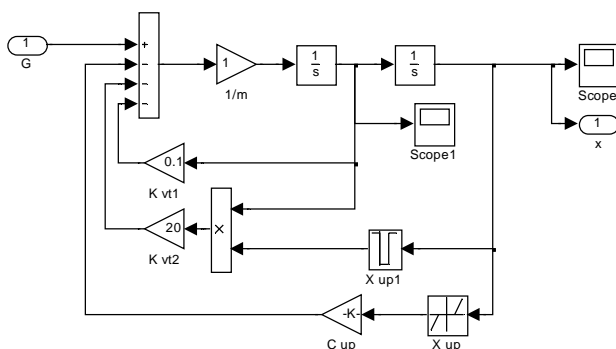 1
G
+
−
−
−
1
1/m
1
s
1
s
Scope
1
x
Scope1
0.1
K vt1
20
K vt2
×
X up1
-K-
C up
X up